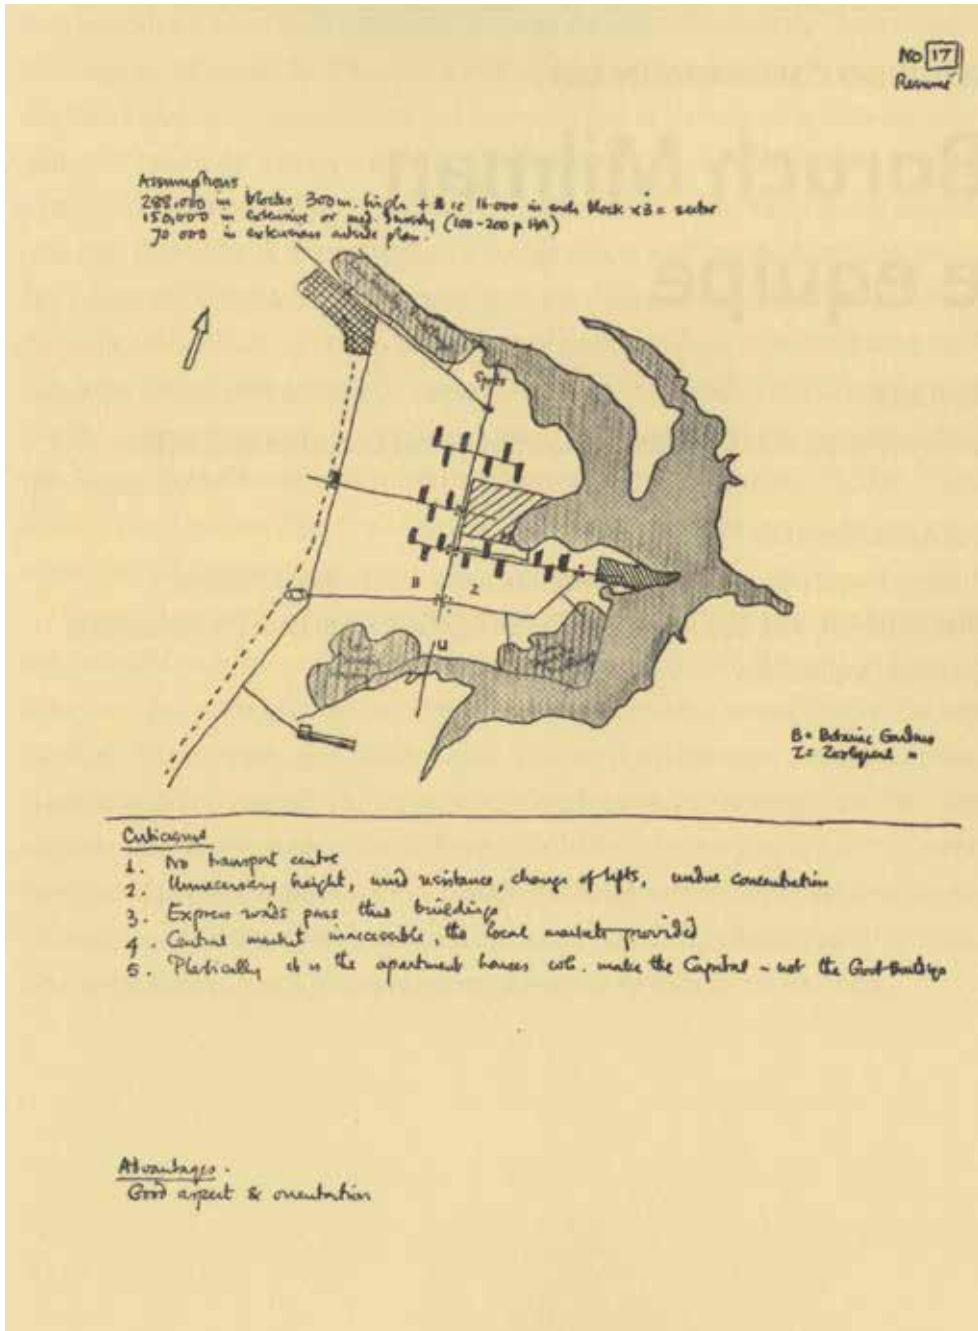 No 17
Resumé
Assumptions
288,000 in blocks 300 m. high + & ie 16.000 in each block x 3 = sector
150,000 in extensive or med density (100-200 p HA)
70 000 in extensions outside plan.
Sports
B
Z
U
B = Botanic Gardens
Z = Zoological "
Criticisms
1. No transport centre
2. Unnecessary height, wind resistance, change of lifts, undue concentration
3. Express roads pass thro buildings
4. Central market inaccessible, tho local markets provided
5. Plastically it is the apartment houses wh. make the Capital - not the Govt Buildings
Advantages.
Good aspect & orientation